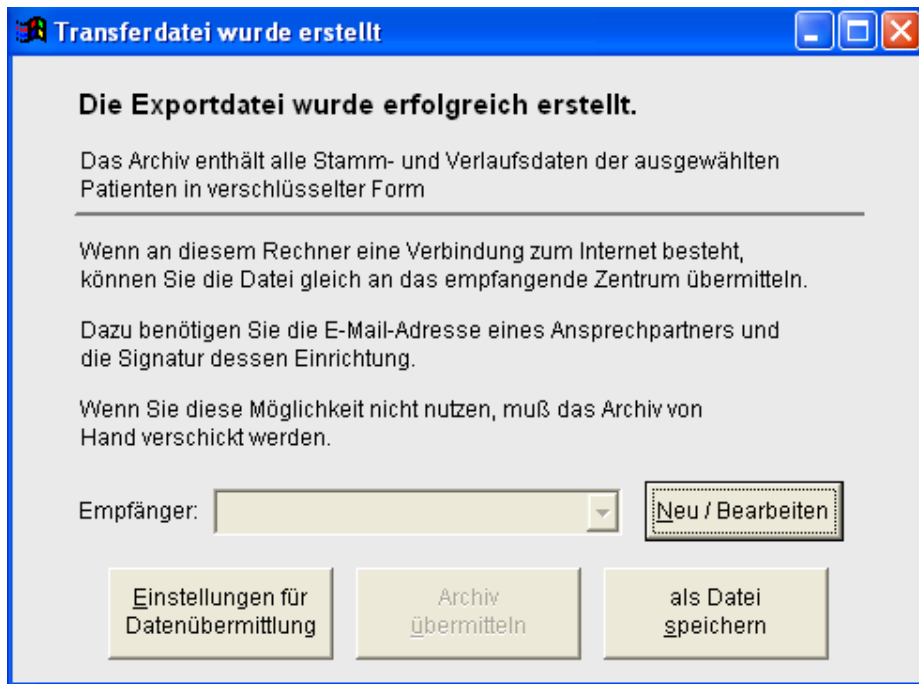 Transferdatei wurde erstellt
Die Exportdatei wurde erfolgreich erstellt.
Das Archiv enthält alle Stamm- und Verlaufsdaten der ausgewählten
Patienten in verschlüsselter Form
Wenn an diesem Rechner eine Verbindung zum Internet besteht,
können Sie die Datei gleich an das empfangende Zentrum übermitteln.
Dazu benötigen Sie die E-Mail-Adresse eines Ansprechpartners und
die Signatur dessen Einrichtung.
Wenn Sie diese Möglichkeit nicht nutzen, muß das Archiv von
Hand verschickt werden.
Empfänger:
Neu / Bearbeiten
Einstellungen für
Datenübermittlung
Archiv
übermitteln
als Datei
speichern